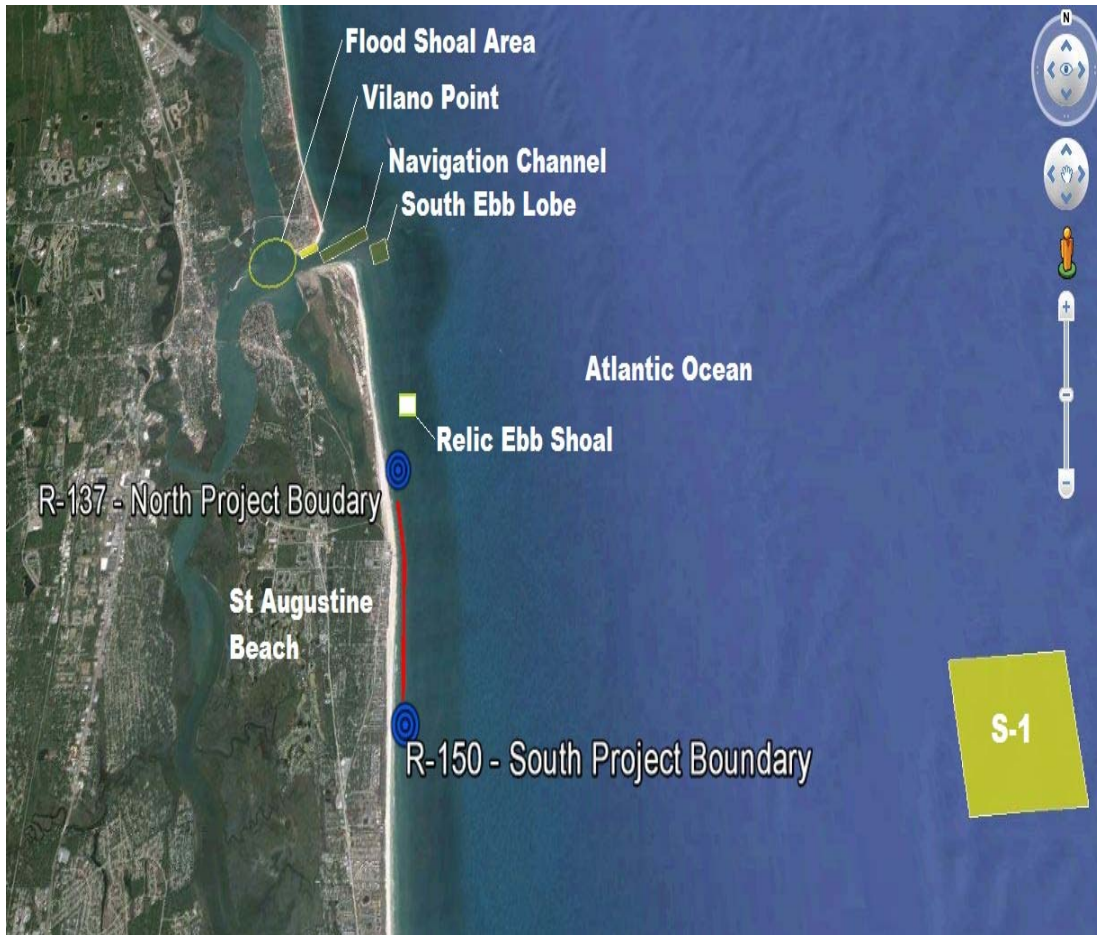 N
Flood Shoal Area
Vilano Point
Navigation Channel
South Ebb Lobe
Atlantic Ocean
Relic Ebb Shoal
R-137 - North Project Boudary
St Augustine
Beach
S-1
R-150 - South Project Boundary